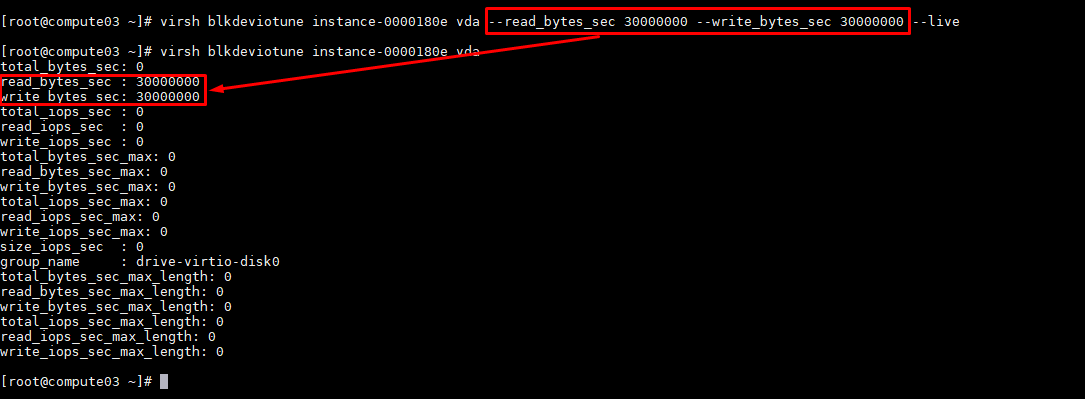 [root@compute03 ~]# virsh blkdeviotune instance-0000180e vda --read_bytes_sec 30000000 --write_bytes_sec 30000000 --live
[root@compute03 ~]# virsh blkdeviotune instance-0000180e vda
total_bytes_sec: 0
read_bytes_sec : 30000000
write_bytes_sec: 30000000
total_iops_sec : 0
read_iops_sec  : 0
write_iops_sec : 0
total_bytes_sec_max: 0
read_bytes_sec_max: 0
write_bytes_sec_max: 0
total_iops_sec_max: 0
read_iops_sec_max: 0
write_iops_sec_max: 0
size_iops_sec  : 0
group_name     : drive-virtio-disk0
total_bytes_sec_max_length: 0
read_bytes_sec_max_length: 0
write_bytes_sec_max_length: 0
total_iops_sec_max_length: 0
read_iops_sec_max_length: 0
write_iops_sec_max_length: 0
[root@compute03 ~]#